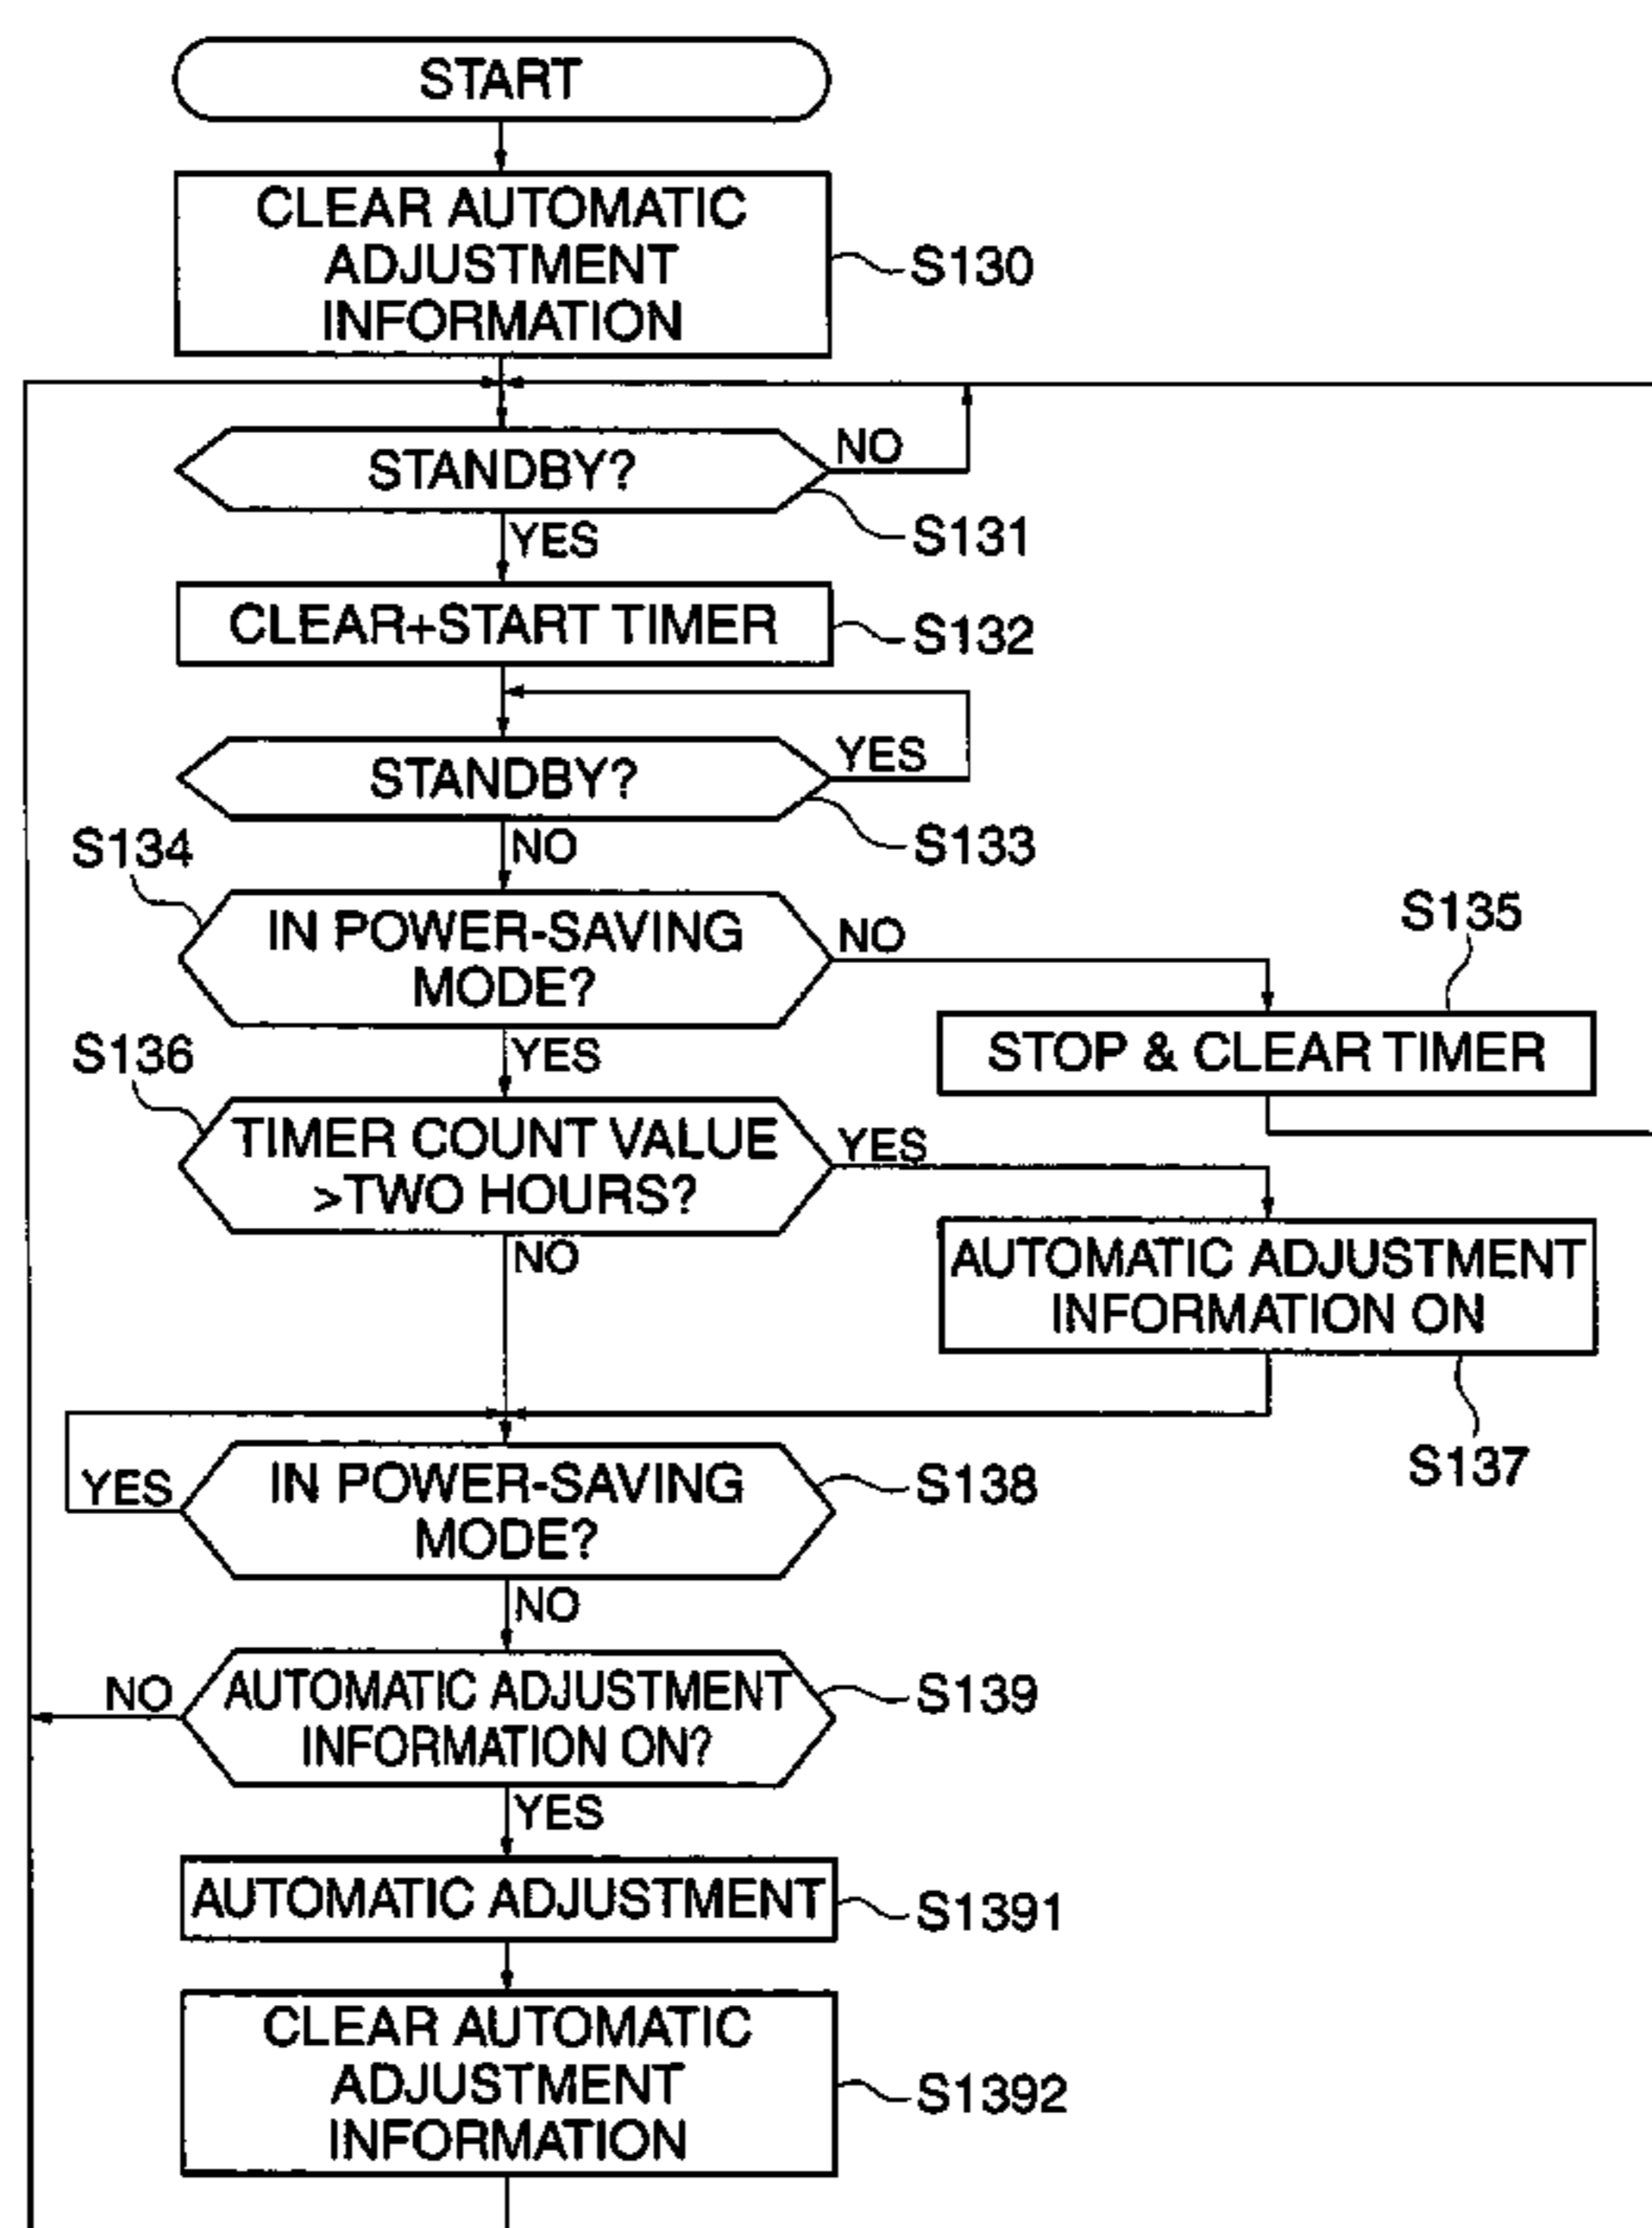 START
CLEAR AUTOMATIC
ADJUSTMENT
INFORMATION
S130
STANDBY?
NO
S131
YES
CLEAR+START TIMER
S132
STANDBY?
YES
S133
NO
S134
IN POWER-SAVING
MODE?
NO
S135
STOP & CLEAR TIMER
YES
S136
TIMER COUNT VALUE
>TWO HOURS?
YES
AUTOMATIC ADJUSTMENT
INFORMATION ON
S137
NO
YES
IN POWER-SAVING
MODE?
S138
NO
NO
AUTOMATIC ADJUSTMENT
INFORMATION ON?
S139
YES
AUTOMATIC ADJUSTMENT
S1391
CLEAR AUTOMATIC
ADJUSTMENT
INFORMATION
S1392